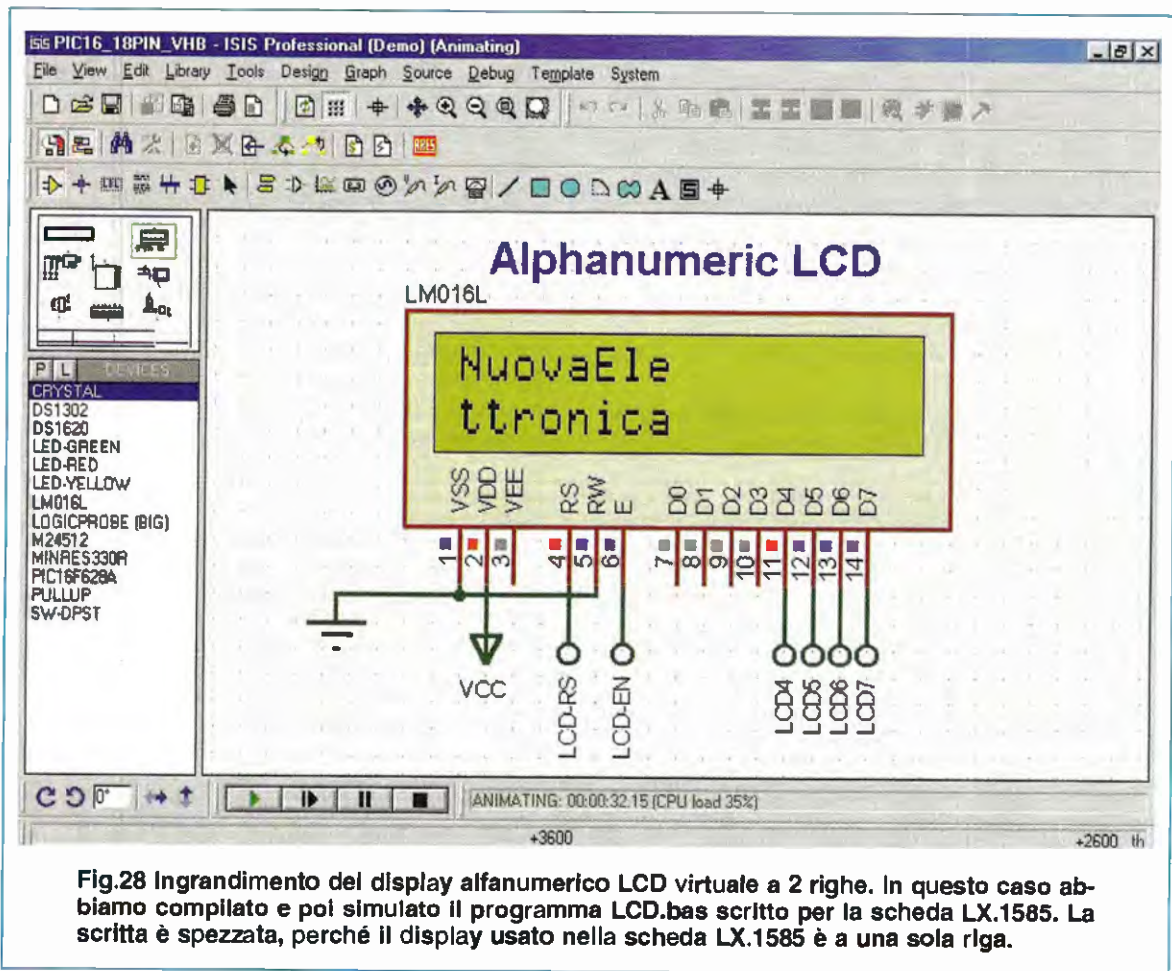 isis PIC16_18PIN_VHB - ISIS Professional (Demo) (Animating)
File View Edit Library Tools Design Graph Source Debug Template System
ARES
A
Alphanumeric LCD
LM016L
NuovaEle
ttronica
VSS VDD VEE RS RW E D0 D1 D2 D3 D4 D5 D6 D7
1 2 3 4 5 6 7 8 9 10 11 12 13 14
VCC
LCD-RS LCD-EN LCD4 LCD5 LCD6 LCD7
P L DEVICES
CRYSTAL
DS1302
DS1620
LED-GREEN
LED-RED
LED-YELLOW
LM016L
LOGICPROBE (BIG)
M24512
MINRES330R
PIC16F628A
PULLUP
SW-DPST
0°
ANIMATING: 00:00:32.15 (CPU load 35%)
+3600 +2600 th
Fig.28 Ingrandimento del display alfanumerico LCD virtuale a 2 righe. In questo caso ab-
biamo compilato e poi simulato il programma LCD.bas scritto per la scheda LX.1585. La
scritta è spezzata, perché il display usato nella scheda LX.1585 è a una sola riga.